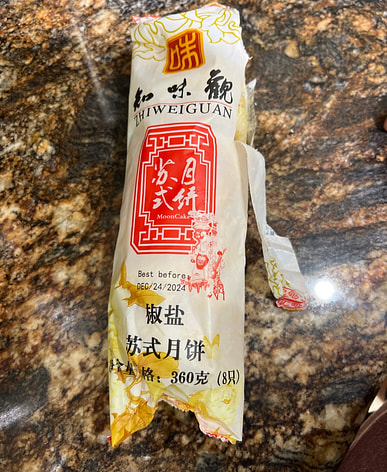 味
知味觀
ZHIWEIGUAN
苏式月饼
MoonCake
Best before
DEC/24/2024
椒盐
苏式月饼
格：360克（8只）